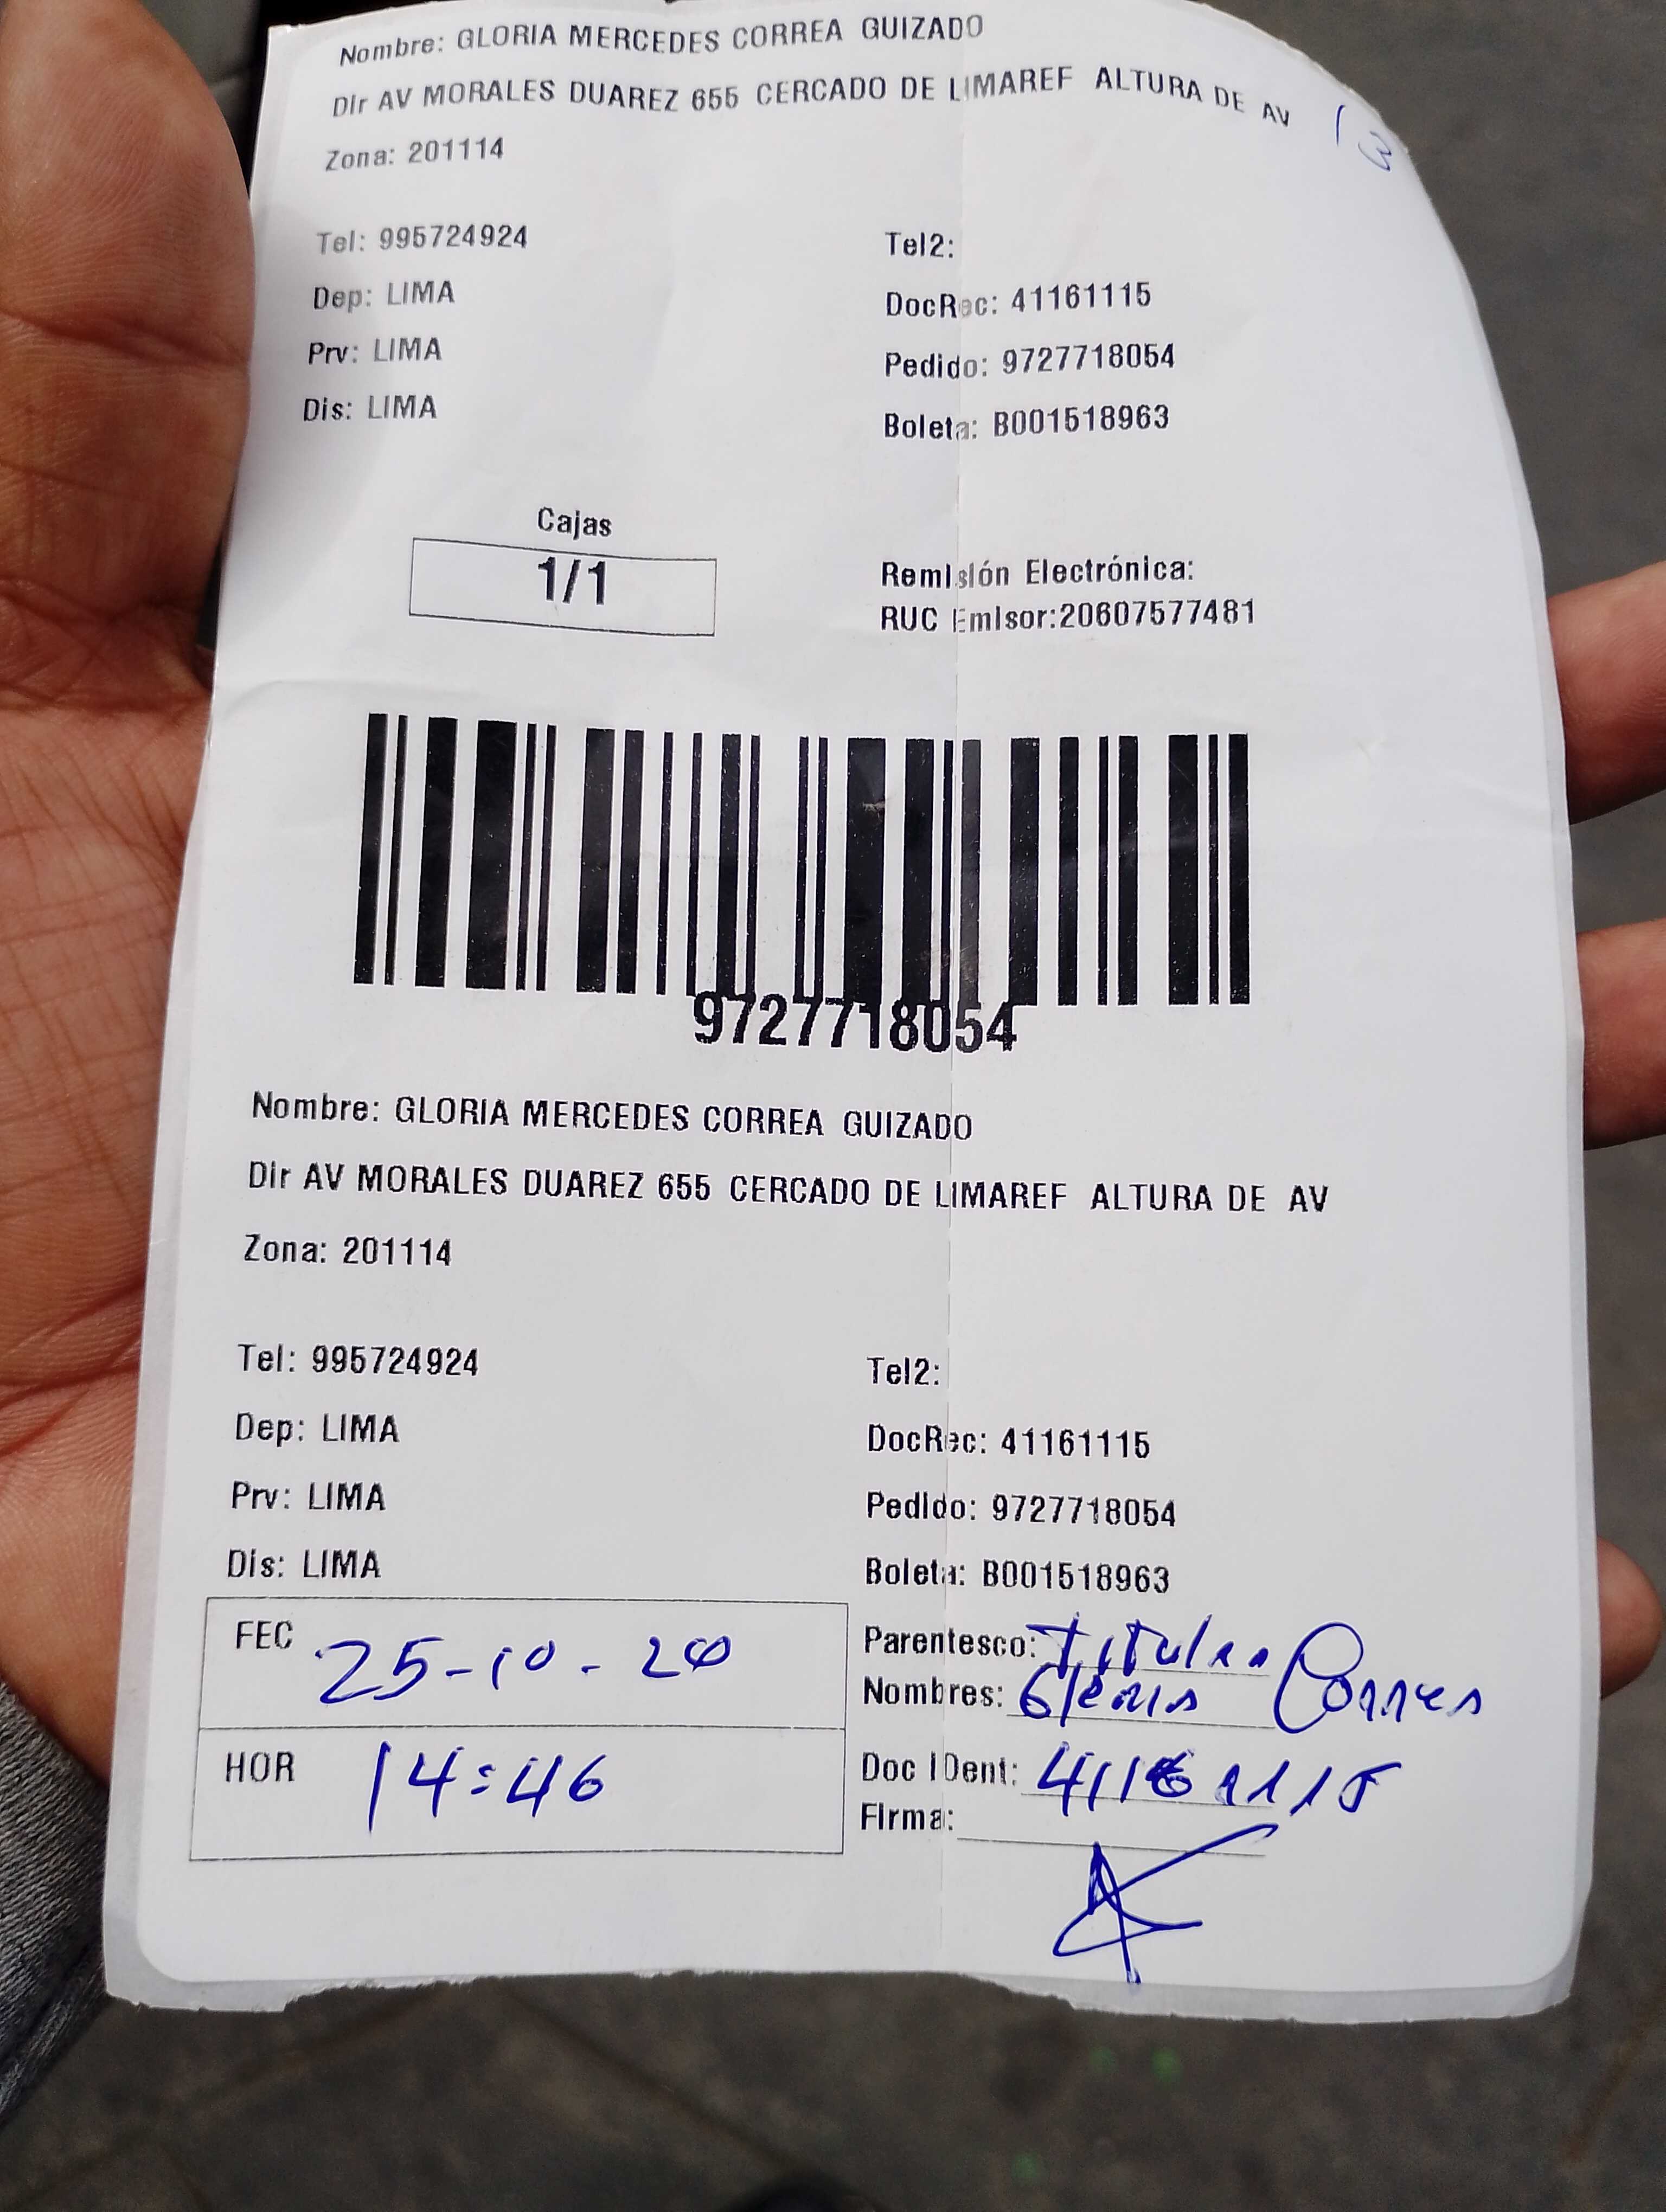 Nombre: GLORIA MERCEDES CORREA GUIZADO
Dir AV MORALES DUAREZ 655 CERCADO DE LIMAREF ALTURA DE AV
13
Zona: 201114
Tel: 995724924 Tel2:
Dep: LIMA DocRec: 41161115
Prv: LIMA Pedido: 9727718054
Dis: LIMA Boleta: B001518963
Cajas
1/1
Remisión Electrónica:
RUC Emisor:20607577481
9727718054
Nombre: GLORIA MERCEDES CORREA GUIZADO
Dir AV MORALES DUAREZ 655 CERCADO DE LIMAREF ALTURA DE AV
Zona: 201114
Tel: 995724924 Tel2:
Dep: LIMA DocRec: 41161115
Prv: LIMA Pedido: 9727718054
Dis: LIMA Boleta: B001518963
FEC 25-10-20 Parentesco: Titular
Nombres: Correa
HOR 14:46 Doc IDent: 41161115
Firma: